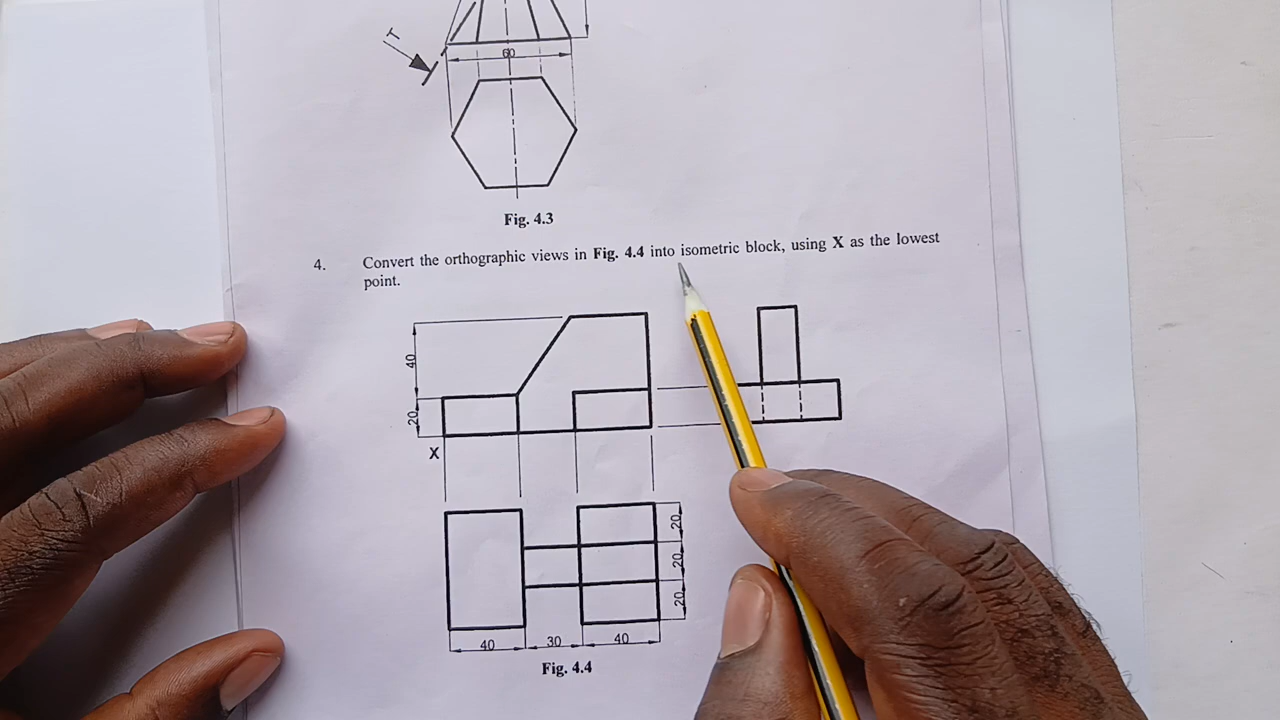 T
60
Fig. 4.3
4. Convert the orthographic views in Fig. 4.4 into isometric block, using X as the lowest
point.
40
20
X
20
20
20
40 30 40
Fig. 4.4